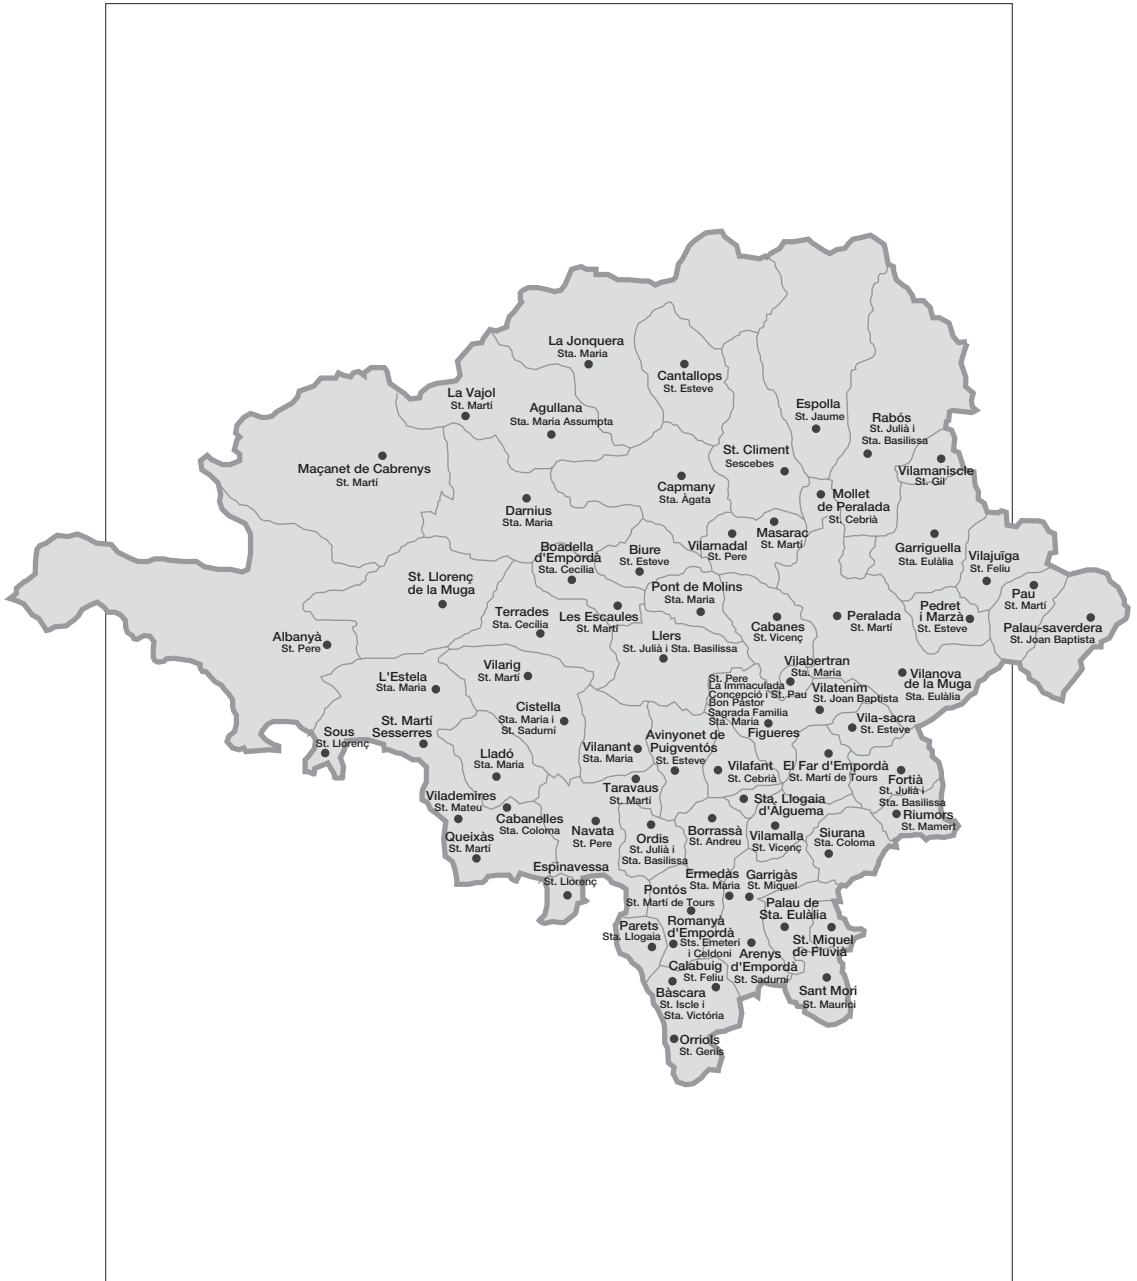 La Jonquera
Sta. Maria
Cantallops
St. Esteve
La Vajol
St. Martí
Agullana
Sta. Maria Assumpta
Espolla
St. Jaume
Rabós
St. Julià i
Sta. Basilissa
Maçanet de Cabrenys
St. Martí
St. Climent
Sescebes
Vilamaniscle
St. Gil
Capmany
Sta. Àgata
Mollet
de Peralada
St. Cebrià
Darnius
Sta. Maria
Masarac
St. Martí
Vilamadal
St. Pere
Boadella
d'Empordà
Sta. Cecília
Biure
St. Esteve
Garriguella
Sta. Eulàlia
Vilajuïga
St. Feliu
St. Llorenç
de la Muga
Pont de Molins
Sta. Maria
Pau
St. Martí
Terrades
Sta. Cecília
Les Escaules
St. Martí
Cabanes
St. Vicenç
Peralada
St. Martí
Pedret
i Marzà
St. Esteve
Palau-saverdera
St. Joan Baptista
Albanyà
St. Pere
Llers
St. Julià i Sta. Basilissa
L'Estela
Sta. Maria
Vilarig
St. Martí
Vilabertran
Sta. Maria
Vilanova
de la Muga
Sta. Eulàlia
St. Pere
La Immaculada
Concepció i St. Pau
Bon Pastor
Sagrada Familia
Sta. Maria
Figueres
Vilatenim
St. Joan Baptista
Vila-sacra
St. Esteve
Cistella
Sta. Maria i
St. Sadurní
St. Martí
Sesserres
Sous
St. Llorenç
Lladó
Sta. Maria
Vilanant
Sta. Maria
Avinyonet de
Puigventós
St. Esteve
Vilafant
St. Cebrià
El Far d'Empordà
St. Martí de Tours
Fortià
St. Julià i
Sta. Basilissa
Taravaus
St. Martí
Vilademires
St. Mateu
Cabanelles
Sta. Coloma
Sta. Llogaia
d'Àlguema
Riumors
St. Mamert
Queixàs
St. Martí
Navata
St. Pere
Ordis
St. Julià i
Sta. Basilissa
Borrassà
St. Andreu
Vilamalla
St. Vicenç
Siurana
Sta. Coloma
Espinavessa
St. Llorenç
Ermedàs
Sta. Maria
Garrigàs
St. Miquel
Pontós
St. Martí de Tours
Palau de
Sta. Eulàlia
Parets
Sta. Llogaia
Romanyà
d'Empordà
Sts. Emeteri
i Celdoni
St. Miquel
de Fluvià
Arenys
d'Empordà
St. Sadurní
Calabuig
St. Feliu
Bàscara
St. Iscle i
Sta. Victória
Sant Mori
St. Maurici
Orriols
St. Genís